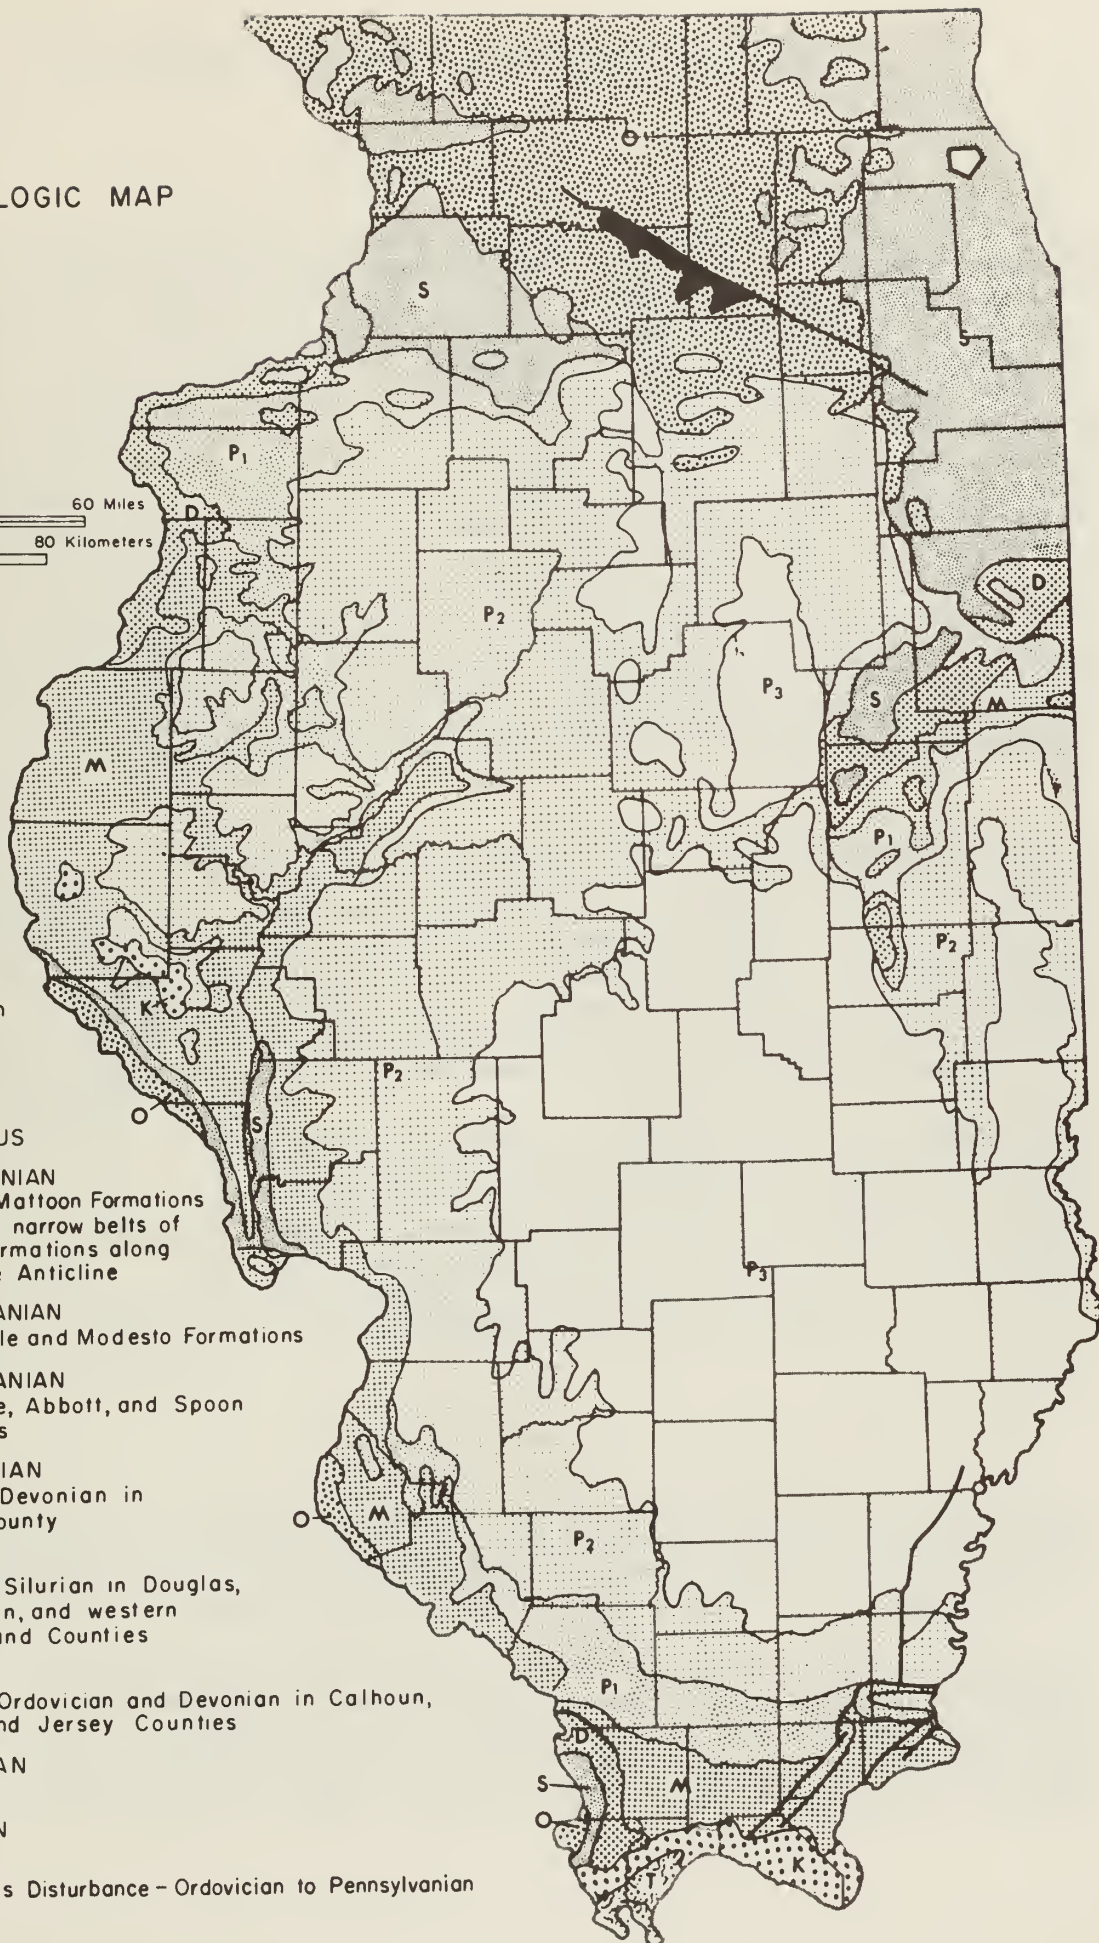 LOGIC MAP
60 Miles
80 Kilometers
n
US
NIAN
Mattoon Formations
narrow belts of
rmations along
e Anticline
ANIAN
le and Modesto Formations
ANIAN
e, Abbott, and Spoon
s
IAN
Devonian in
ounty
Silurian in Douglas,
n, and western
and Counties
Ordovician and Devonian in Calhoun,
nd Jersey Counties
AN
N
s Disturbance – Ordovician to Pennsylvanian
O
S
S
P1
D
D
P2
P3
S
M
M
P1
P2
K
P2
O
S
P3
M
O
P2
P1
D
S
M
O
K
T